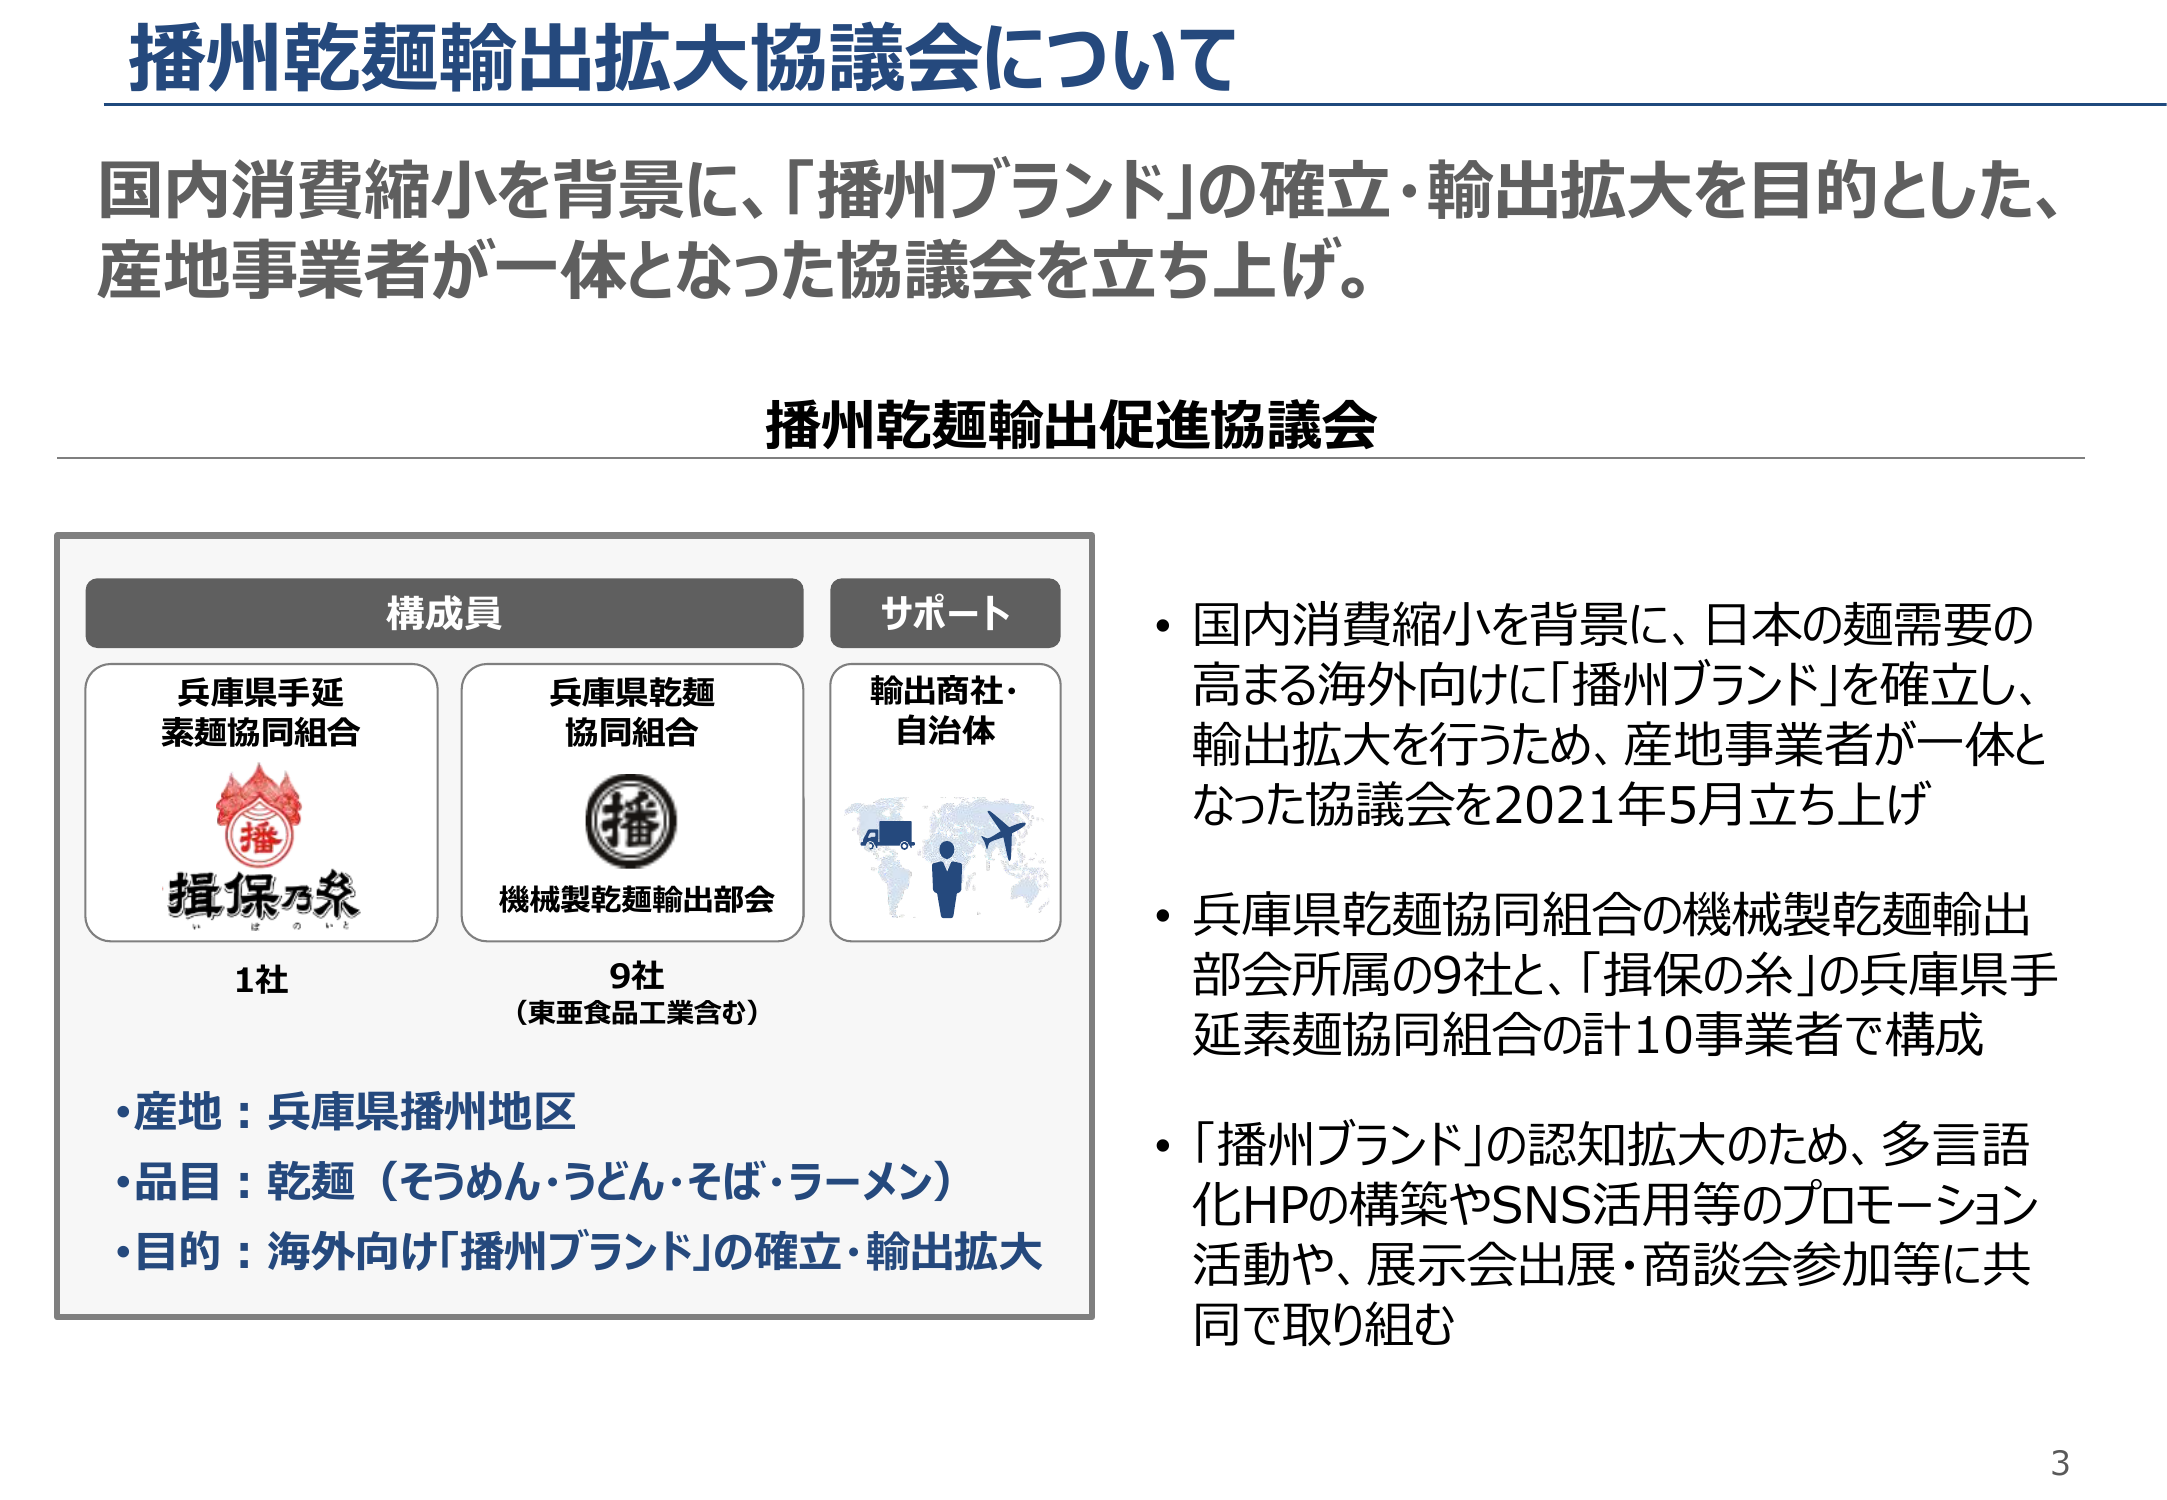 播州乾麺輸出拡大協議会について
国内消費縮小を背景に、「播州ブランド」の確立・輸出拡大を目的とした、
産地事業者が一体となった協議会を立ち上げ。
播州乾麺輸出促進協議会
構成員
サポート
兵庫県手延
素麺協同組合
播
揖保乃糸
いぼのいと
1社
兵庫県乾麺
協同組合
播
機械製乾麺輸出部会
9社
（東亜食品工業含む）
輸出商社・
自治体
・産地：兵庫県播州地区
・品目：乾麺（そうめん・うどん・そば・ラーメン）
・目的：海外向け「播州ブランド」の確立・輸出拡大
• 国内消費縮小を背景に、日本の麺需要の
高まる海外向けに「播州ブランド」を確立し、
輸出拡大を行うため、産地事業者が一体と
なった協議会を2021年5月立ち上げ
• 兵庫県乾麺協同組合の機械製乾麺輸出
部会所属の9社と、「揖保の糸」の兵庫県手
延素麺協同組合の計10事業者で構成
• 「播州ブランド」の認知拡大のため、多言語
化HPの構築やSNS活用等のプロモーション
活動や、展示会出展・商談会参加等に共
同で取り組む
3